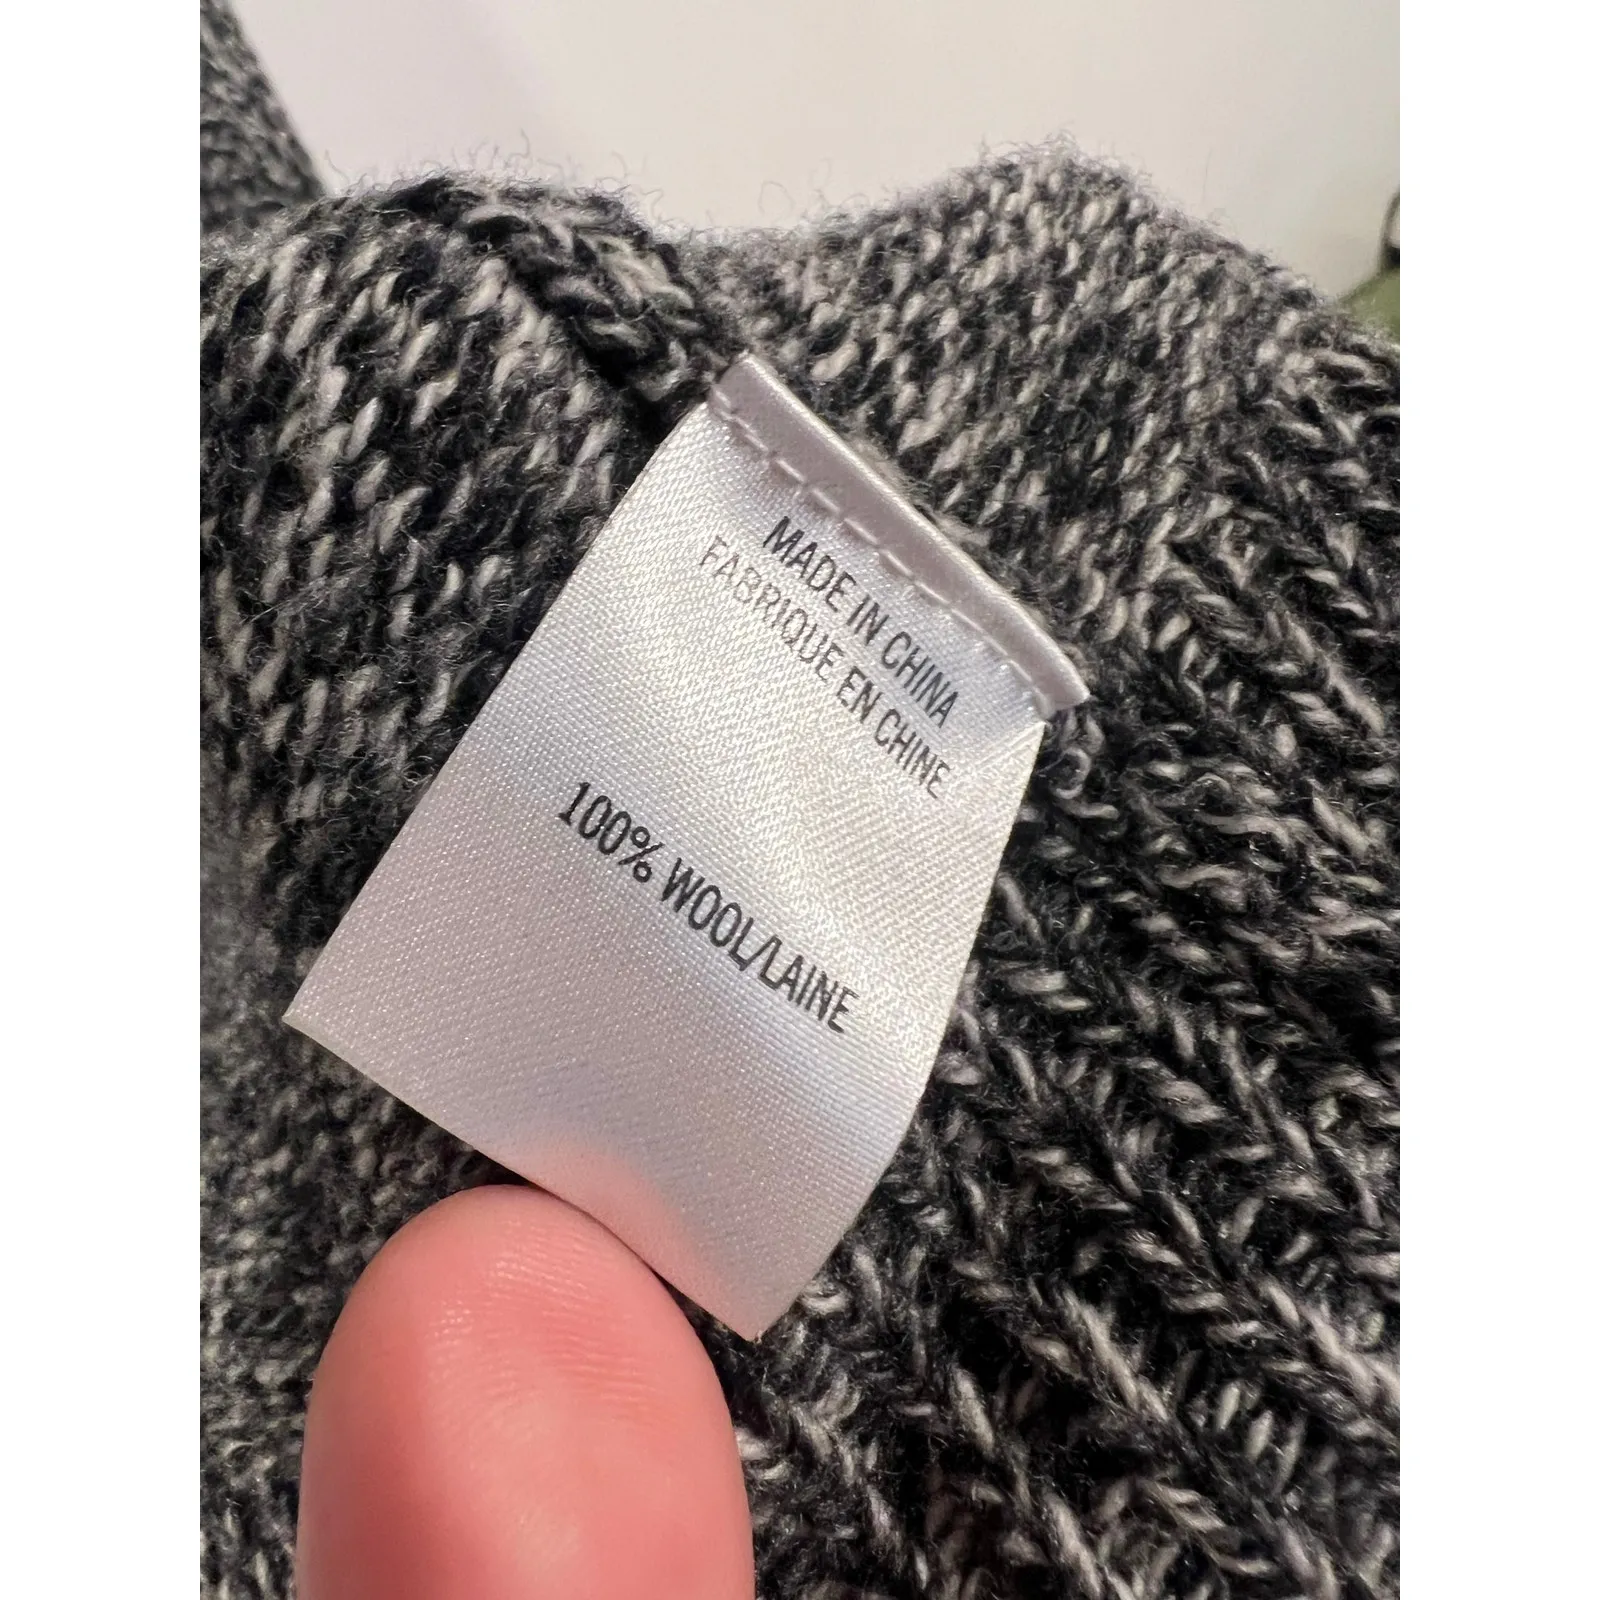 MADE IN CHINA
FABRIQUE EN CHINE
100% WOOL/LAINE